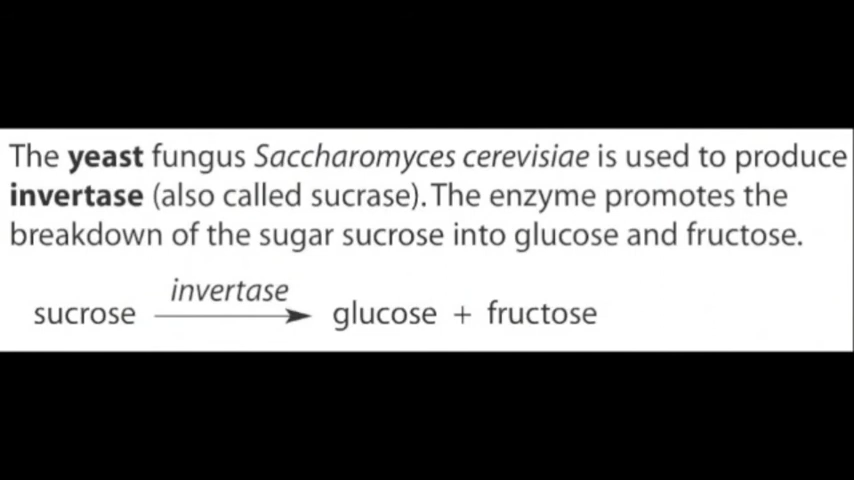 The yeast fungus Saccharomyces cerevisiae is used to produce
invertase (also called sucrase). The enzyme promotes the
breakdown of the sugar sucrose into glucose and fructose.
invertase
sucrose → glucose + fructose